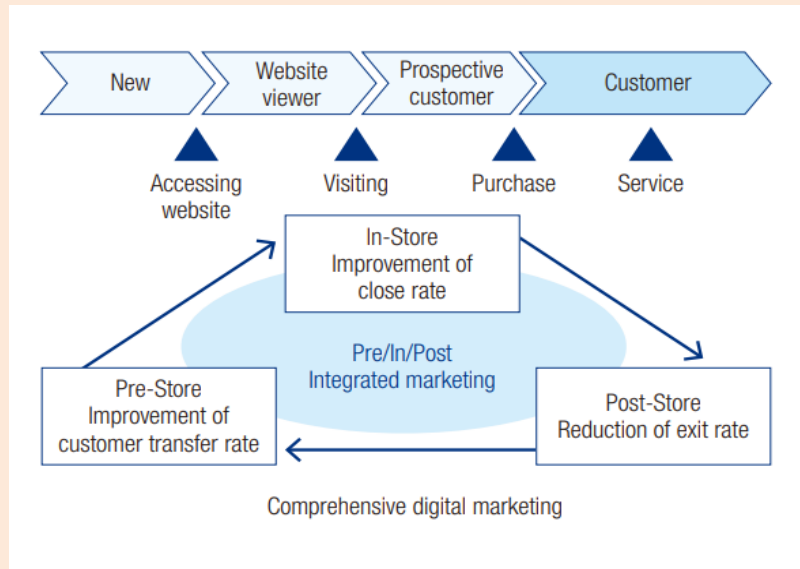 New
Website
viewer
Prospective
customer
Customer
Accessing
website
Visiting
Purchase
Service
In-Store
Improvement of
close rate
Pre/In/Post
Integrated marketing
Pre-Store
Improvement of
customer transfer rate
Post-Store
Reduction of exit rate
Comprehensive digital marketing